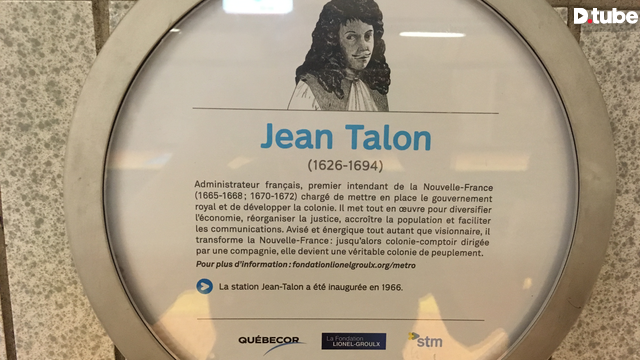 D.tube
Jean Talon
(1626-1694)
Administrateur français, premier intendant de la Nouvelle-France
(1665-1668 ; 1670-1672) chargé de mettre en place le gouvernement
royal et de développer la colonie. Il met tout en œuvre pour diversifier
l'économie, réorganiser la justice, accroître la population et faciliter
les communications. Avisé et énergique tout autant que visionnaire, il
transforme la Nouvelle-France : jusqu'alors colonie-comptoir dirigée
par une compagnie, elle devient une véritable colonie de peuplement.
Pour plus d'information : fondationlionelgroulx.org/metro
La station Jean-Talon a été inaugurée en 1966.
QUÉBECOR
La Fondation
LIONEL-GROULX
stm